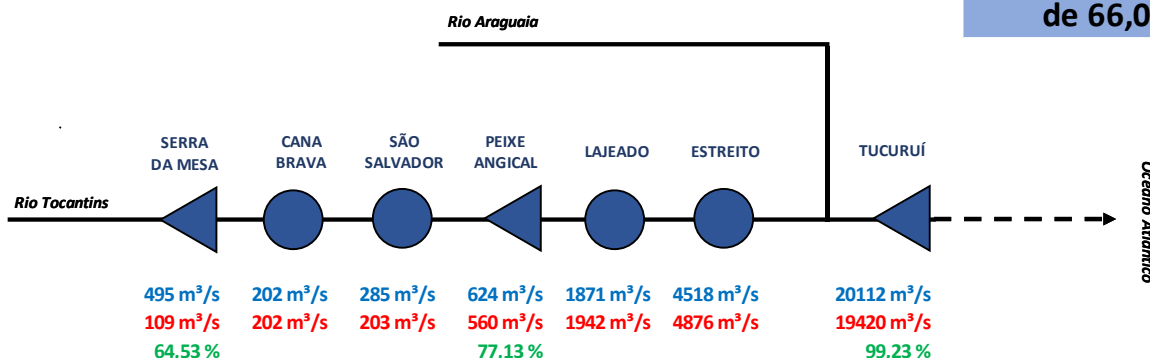 de 66,0
Rio Araguaia
SERRA
DA MESA
CANA
BRAVA
SÃO
SALVADOR
PEIXE
ANGICAL
LAJEADO
ESTREITO
TUCURUÍ
Rio Tocantins
Oceano Atlântico
495 m³/s 202 m³/s 285 m³/s 624 m³/s 1871 m³/s 4518 m³/s 20112 m³/s
109 m³/s 202 m³/s 203 m³/s 560 m³/s 1942 m³/s 4876 m³/s 19420 m³/s
64.53 % 77.13 % 99.23 %